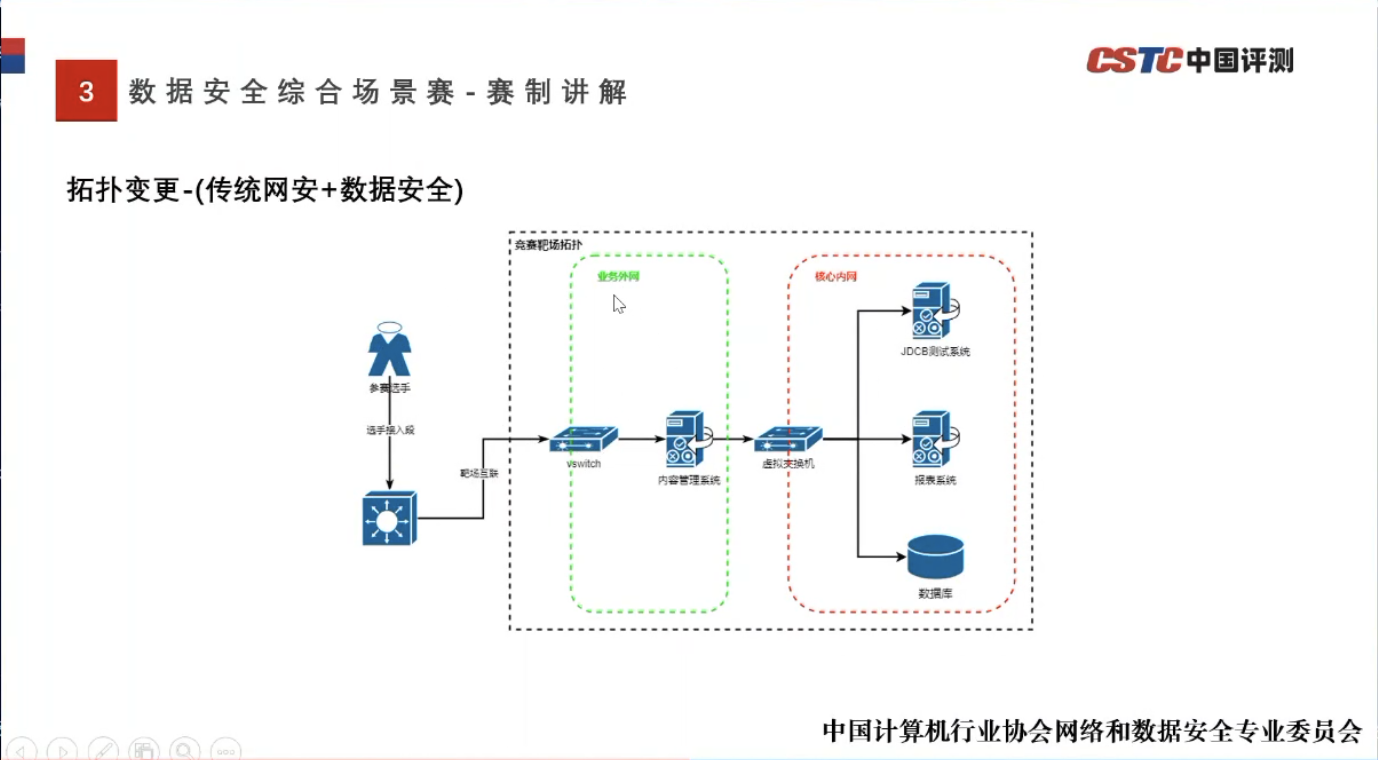 CSTC中国评测
3
数据安全综合场景赛-赛制讲解
拓扑变更-(传统网安+数据安全)
竞赛靶场拓扑
业务外网
核心内网
JDCB测试系统
参赛选手
选手接入段
靶场互联
vswitch
内容管理系统
虚拟交换机
报表系统
数据库
中国计算机行业协会网络和数据安全专业委员会